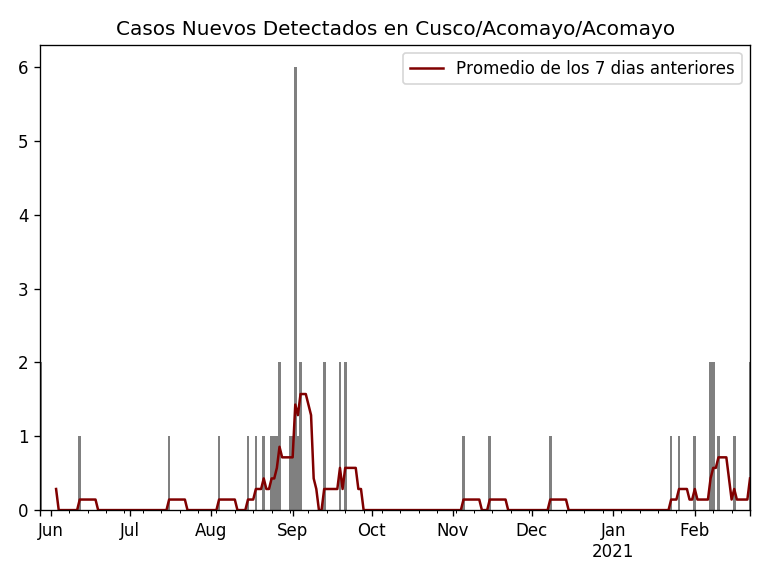 Casos Nuevos Detectados en Cusco/Acomayo/Acomayo
Promedio de los 7 dias anteriores
6
5
4
3
2
1
0
Jun Jul Aug Sep Oct Nov Dec Jan Feb
2021